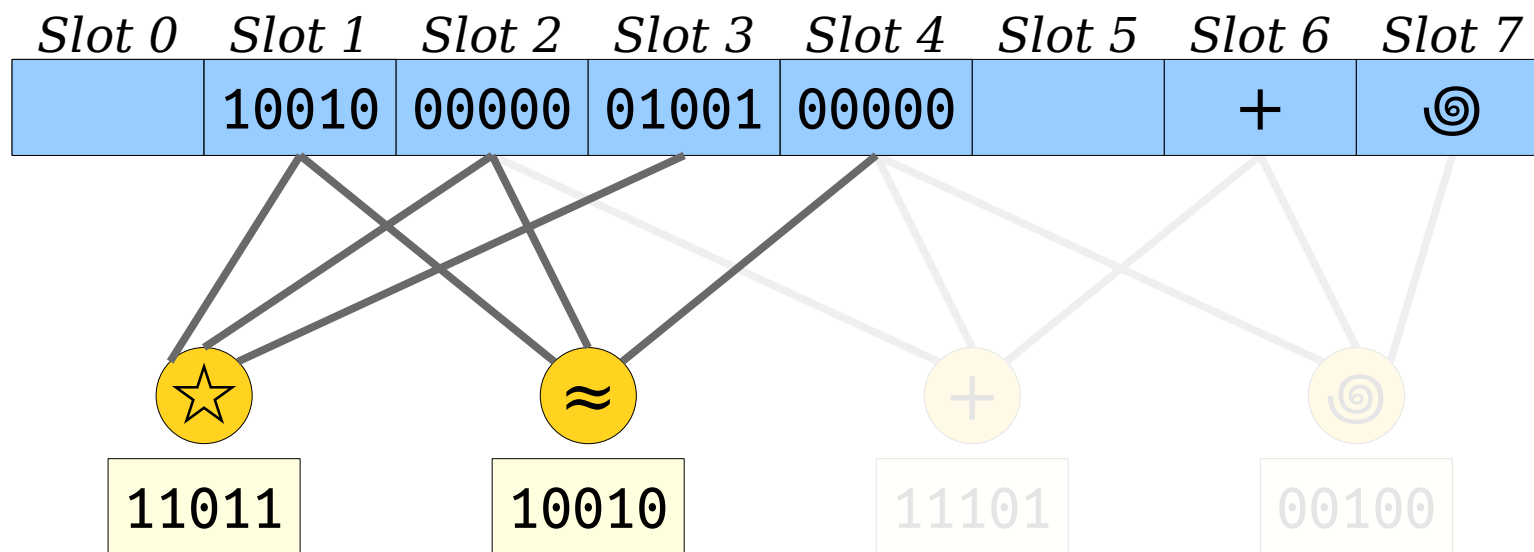 Slot 0 Slot 1 Slot 2 Slot 3 Slot 4 Slot 5 Slot 6 Slot 7
10010 00000 01001 00000 +
☆ ≈ +
11011 10010 11101 00100